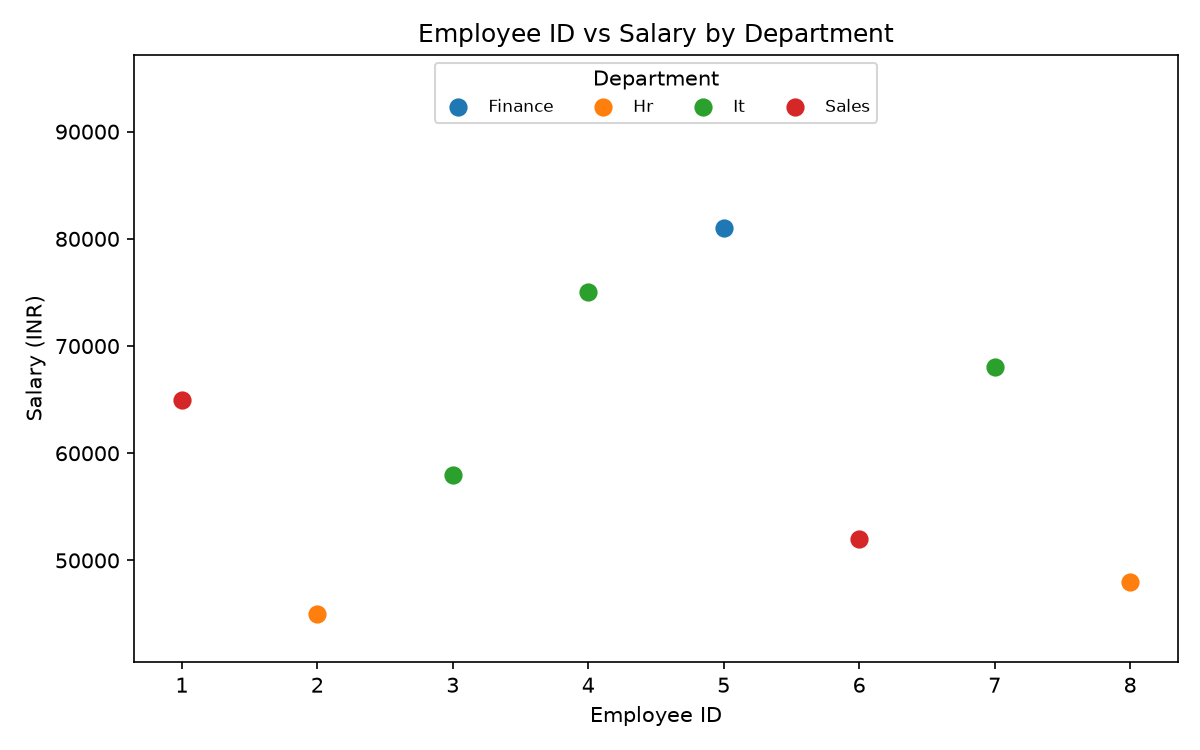 Employee ID vs Salary by Department
Department
Finance Hr It Sales
90000
80000
70000
60000
50000
Salary (INR)
1 2 3 4 5 6 7 8
Employee ID